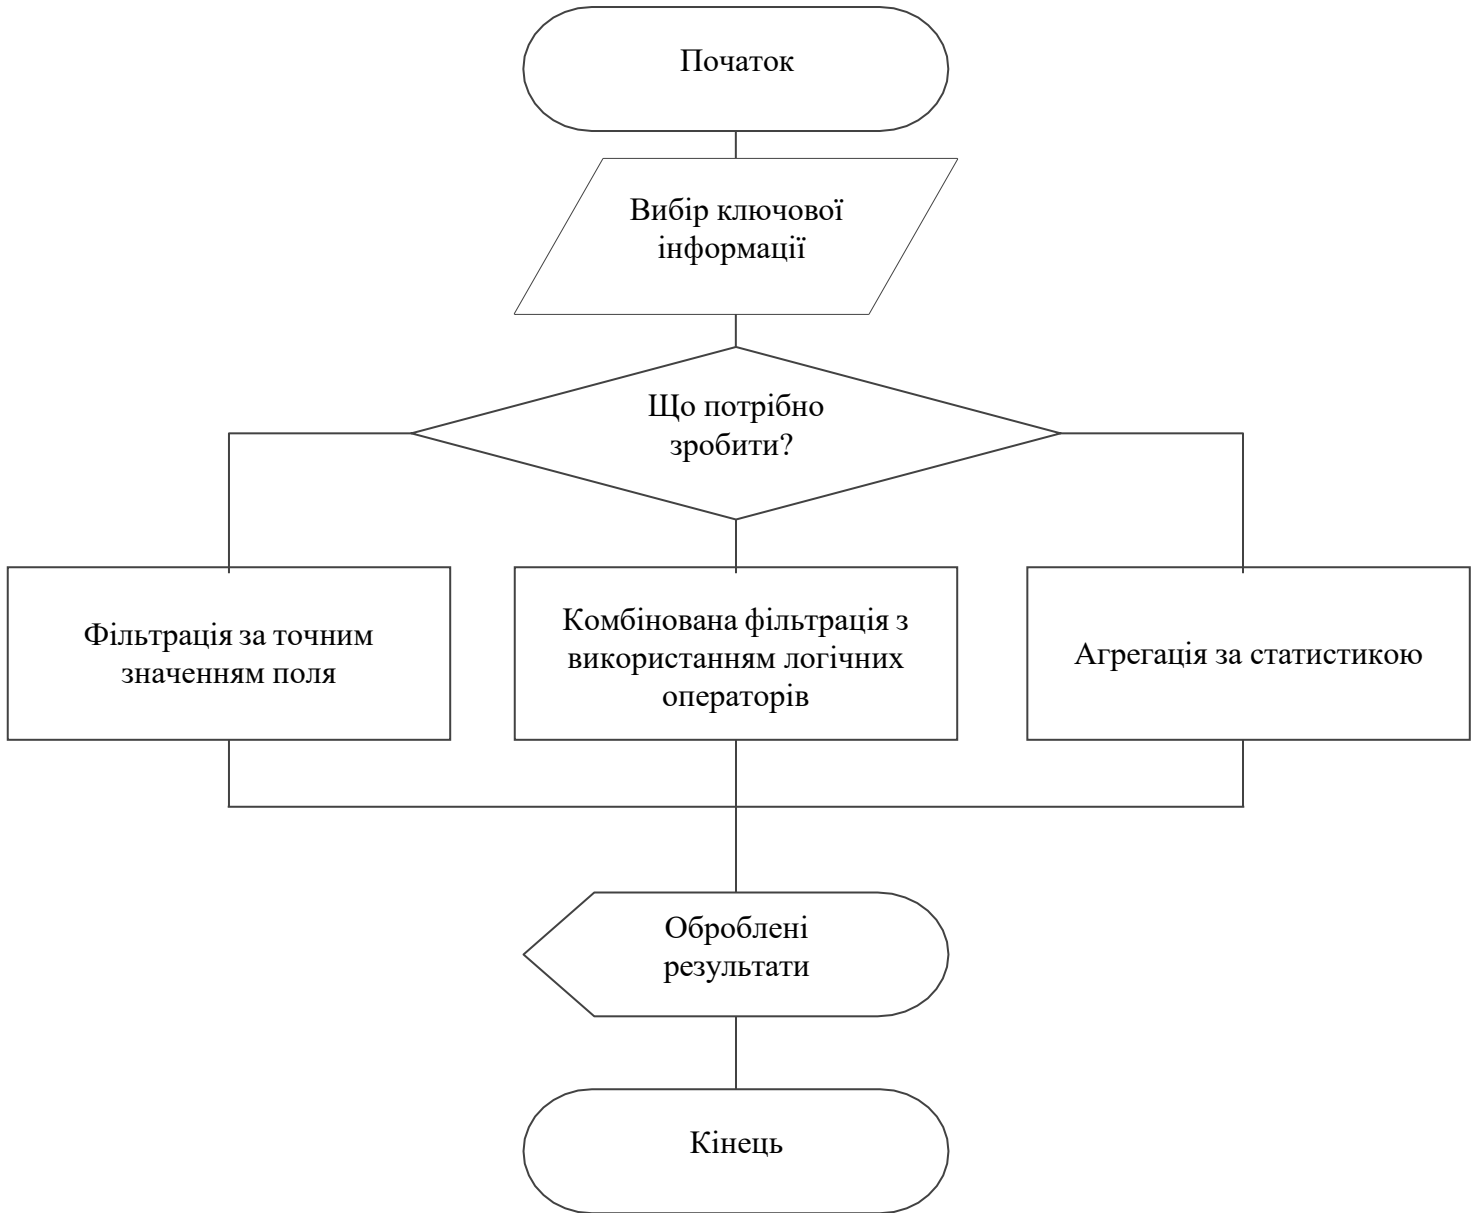 Початок
Вибір ключової
інформації
Що потрібно
зробити?
Фільтрація за точним
значенням поля
Комбінована фільтрація з
використанням логічних
операторів
Агрегація за статистикою
Оброблені
результати
Кінець